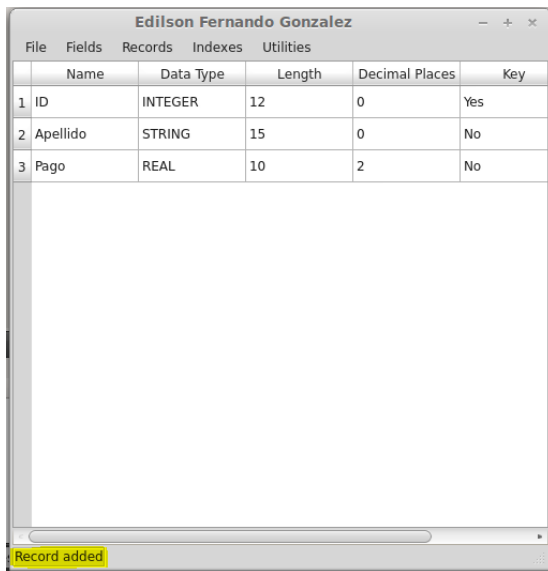 Edilson Fernando Gonzalez
File Fields Records Indexes Utilities
Name Data Type Length Decimal Places Key
1 ID INTEGER 12 0 Yes
2 Apellido STRING 15 0 No
3 Pago REAL 10 2 No
Record added